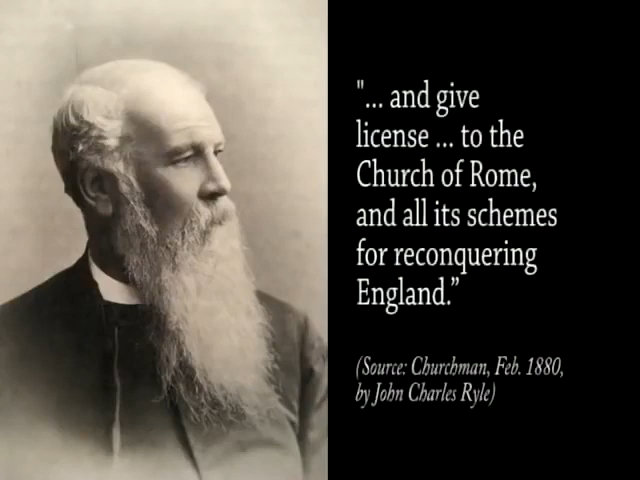 "... and give
license ... to the
Church of Rome,
and all its schemes
for reconquering
England.”
(Source: Churchman, Feb. 1880,
by John Charles Ryle)